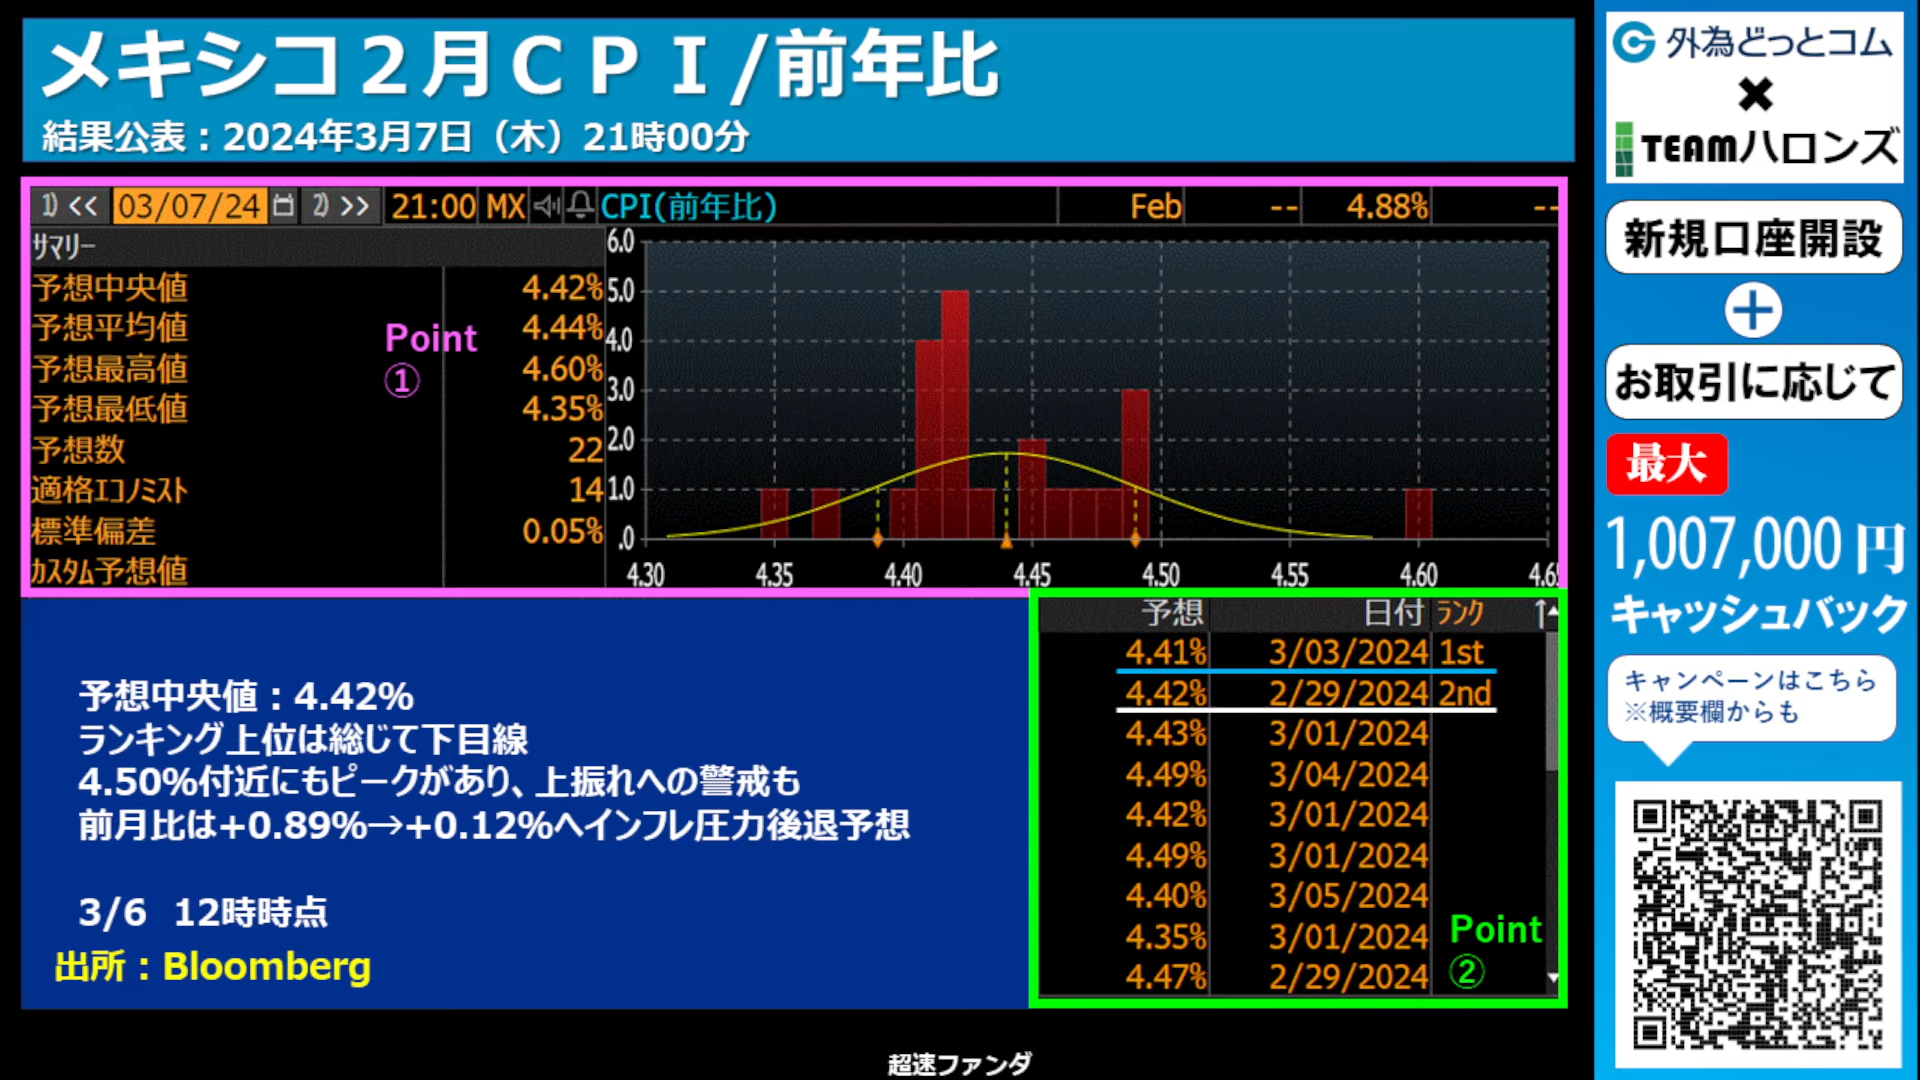 メキシコ２月ＣＰＩ/前年比
結果公表：2024年3月7日（木）21時00分
1) << 03/07/24 2) >> 21:00 MX CPI(前年比) Feb -- 4.88% --
ｻﾏﾘｰ
予想中央値 4.42%
予想平均値 4.44%
予想最高値 4.60%
予想最低値 4.35%
予想数 22
適格ｴｺﾉﾐｽﾄ 14
標準偏差 0.05%
ｶｽﾀﾑ予想値
Point
①
6.0
5.0
4.0
3.0
2.0
1.0
.0
4.30 4.35 4.40 4.45 4.50 4.55 4.60 4.65
予想中央値：4.42%
ランキング上位は総じて下目線
4.50%付近にもピークがあり、上振れへの警戒も
前月比は+0.89%→+0.12%へインフレ圧力後退予想
3/6 12時時点
出所：Bloomberg
予想 日付 ﾗﾝｸ ↑
4.41% 3/03/2024 1st
4.42% 2/29/2024 2nd
4.43% 3/01/2024
4.49% 3/04/2024
4.42% 3/01/2024
4.49% 3/01/2024
4.40% 3/05/2024
4.35% 3/01/2024
4.47% 2/29/2024
Point
②
超速ファンダ
外為どっとコム
×
TEAMハロンズ
新規口座開設
＋
お取引に応じて
最大
1,007,000円
キャッシュバック
キャンペーンはこちら
※概要欄からも